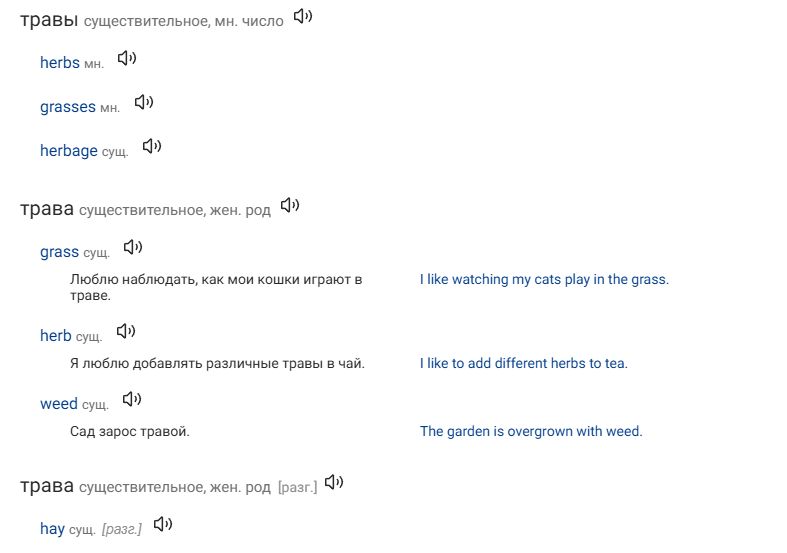 травы существительное, мн. число
herbs мн.
grasses мн.
herbage сущ.
трава существительное, жен. род
grass сущ.
Люблю наблюдать, как мои кошки играют в
траве.
I like watching my cats play in the grass.
herb сущ.
Я люблю добавлять различные травы в чай.
I like to add different herbs to tea.
weed сущ.
Сад зарос травой.
The garden is overgrown with weed.
трава существительное, жен. род [разг.]
hay сущ. [разг.]